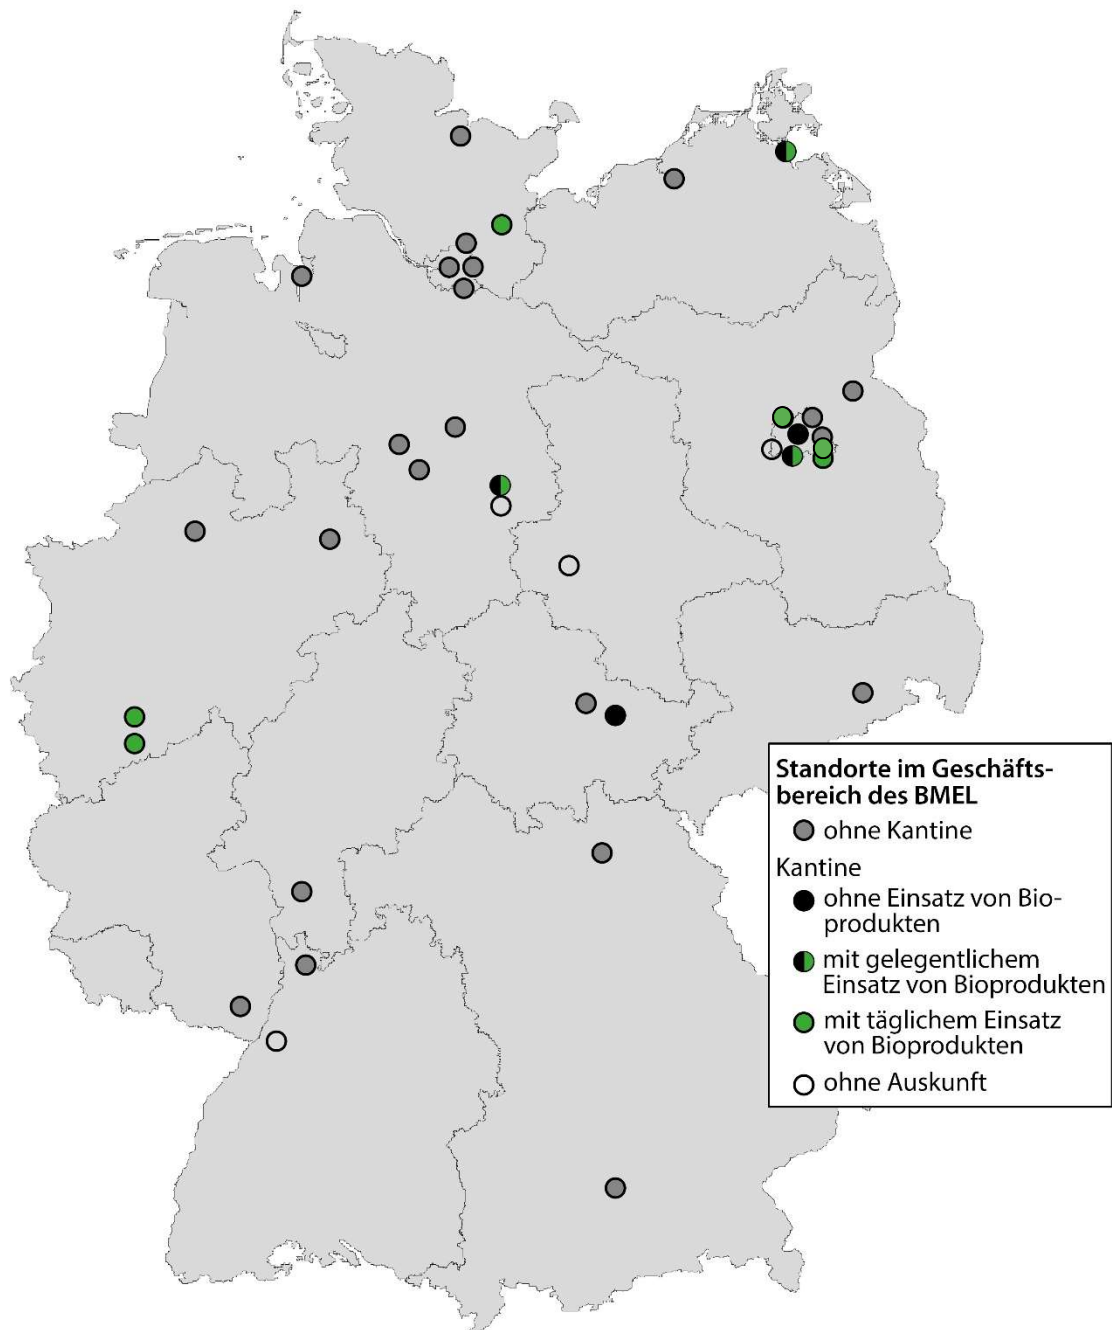 Standorte im Geschäfts-
bereich des BMEL
ohne Kantine
Kantine
ohne Einsatz von Bio-
produkten
mit gelegentlichem
Einsatz von Bioprodukten
mit täglichem Einsatz
von Bioprodukten
ohne Auskunft